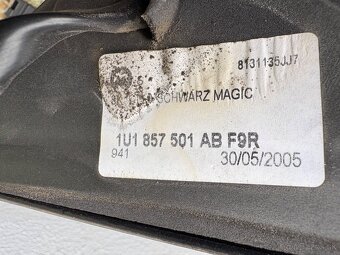 8131135JJ7
SCHWARZ MAGIC
1U1 857 501 AB F9R
941
30/05/2005